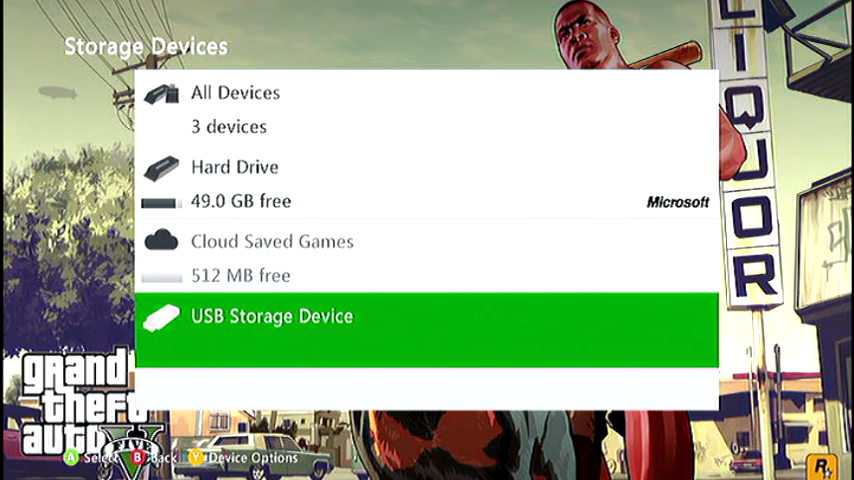 Storage Devices
All Devices
3 devices
Hard Drive
49.0 GB free
Microsoft
Cloud Saved Games
512 MB free
USB Storage Device
LIQUOR
grand
theft
auto
V
FIVE
A Select B Back Y Device Options
R